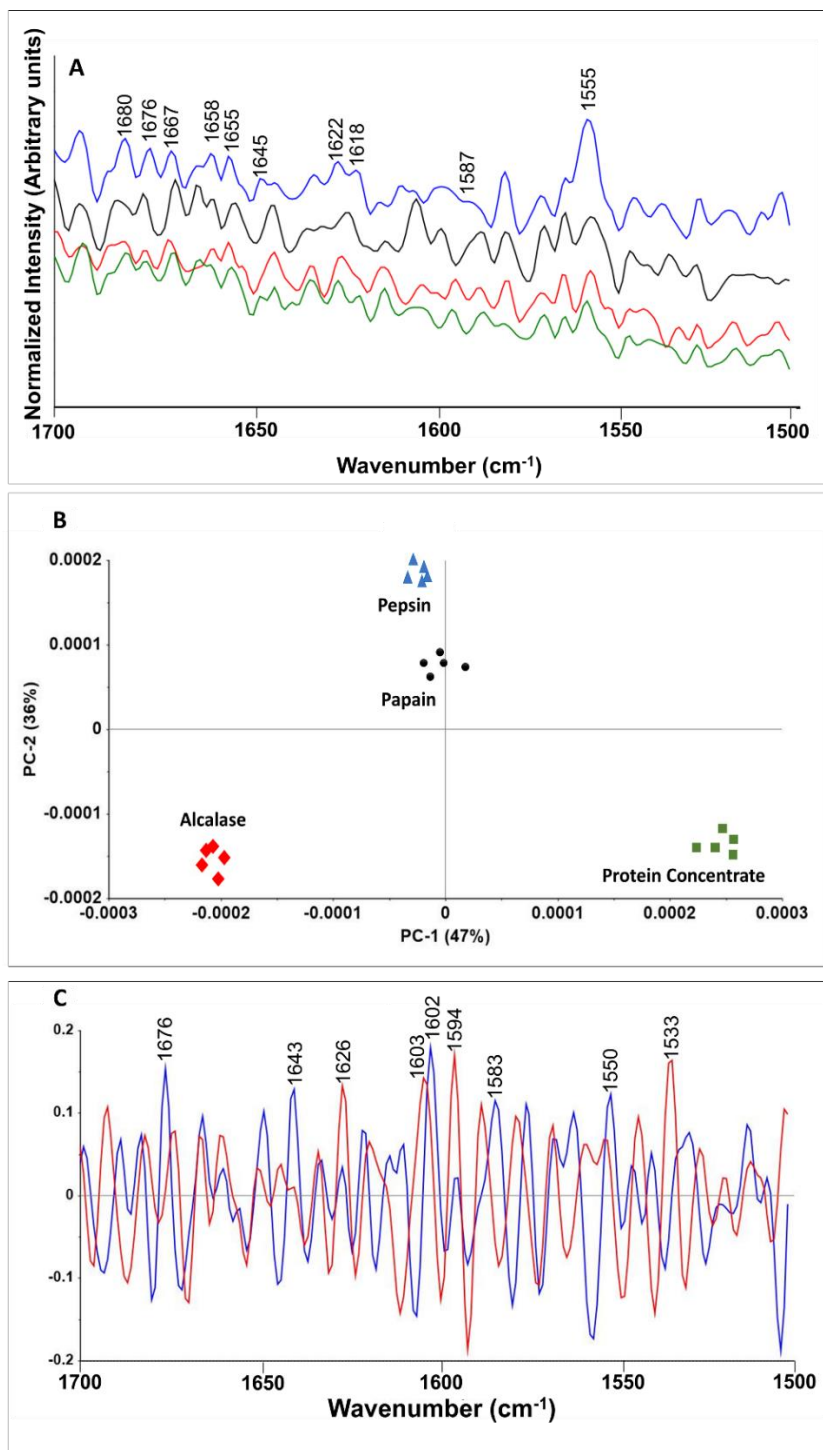 A
Normalized Intensity (Arbitrary units)
1680
1676
1667
1658
1655
1645
1622
1618
1587
1555
1700 1650 1600 1550 1500
Wavenumber (cm-1)
B
PC-2 (36%)
0.0002
0.0001
0
-0.0001
-0.0002
Pepsin
Papain
Alcalase
Protein Concentrate
-0.0003 -0.0002 -0.0001 0 0.0001 0.0002 0.0003
PC-1 (47%)
C
0.2
0.1
0
-0.1
-0.2
1676
1643
1626
1603
1602
1594
1583
1550
1533
1700 1650 1600 1550 1500
Wavenumber (cm-1)